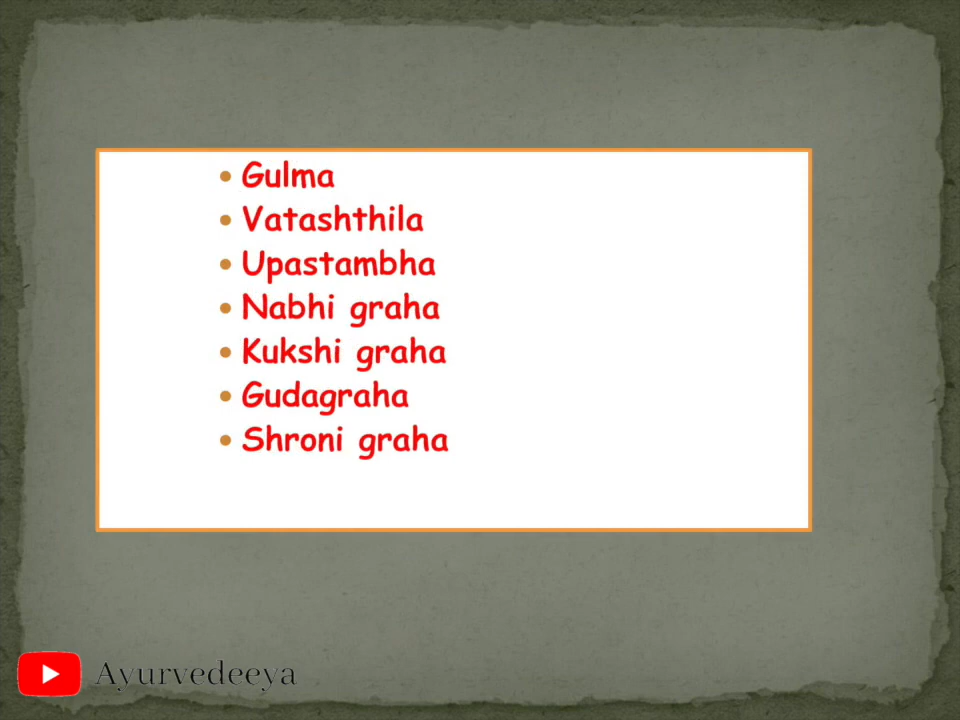 • Gulma
• Vatashthila
• Upastambha
• Nabhi graha
• Kukshi graha
• Gudagraha
• Shroni graha
Ayurvedeeya